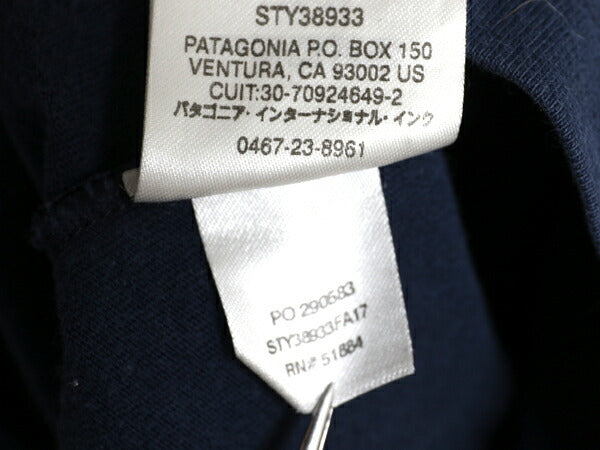 STY38933
PATAGONIA P.O. BOX 150
VENTURA, CA 93002 US
CUIT:30-70924649-2
パタゴニア・インターナショナル・インク
0467-23-8961
PO 290683
STY38933FA17
RN# 51884